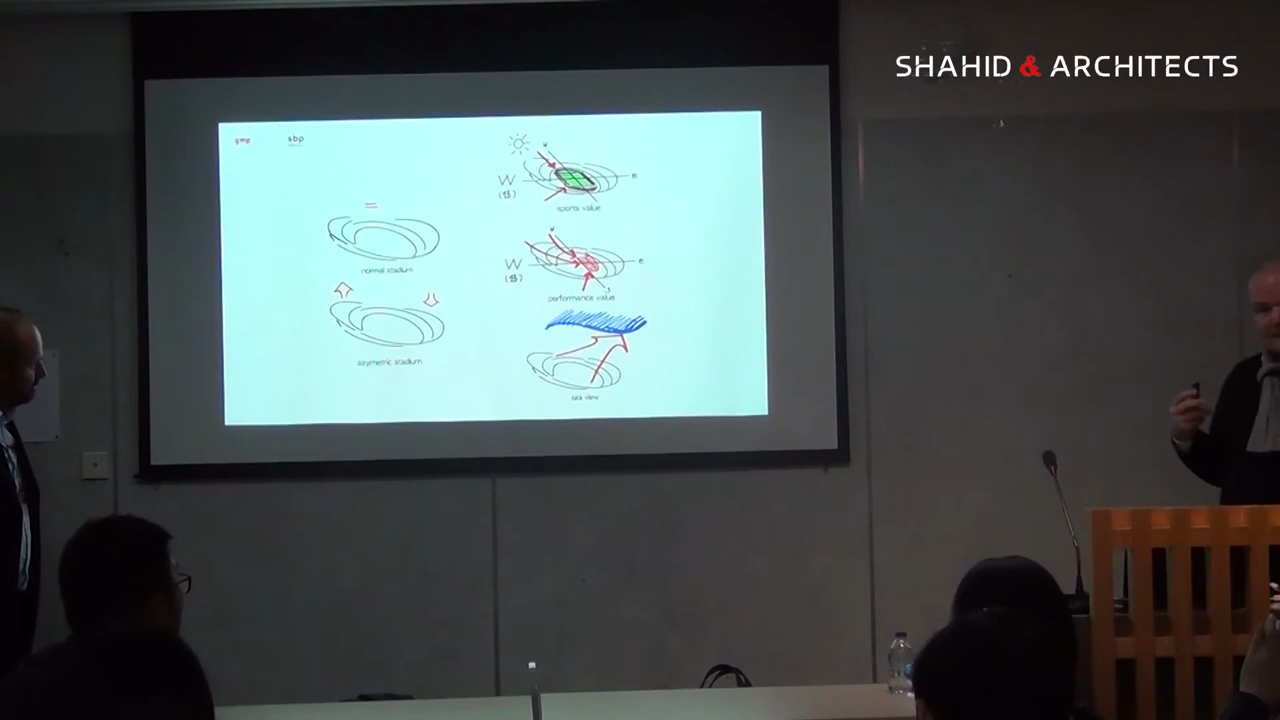 SHAHID & ARCHITECTS
gmp
sbp
=
normal stadium
asymetric stadium
W
sports value
W
performance value
sea view